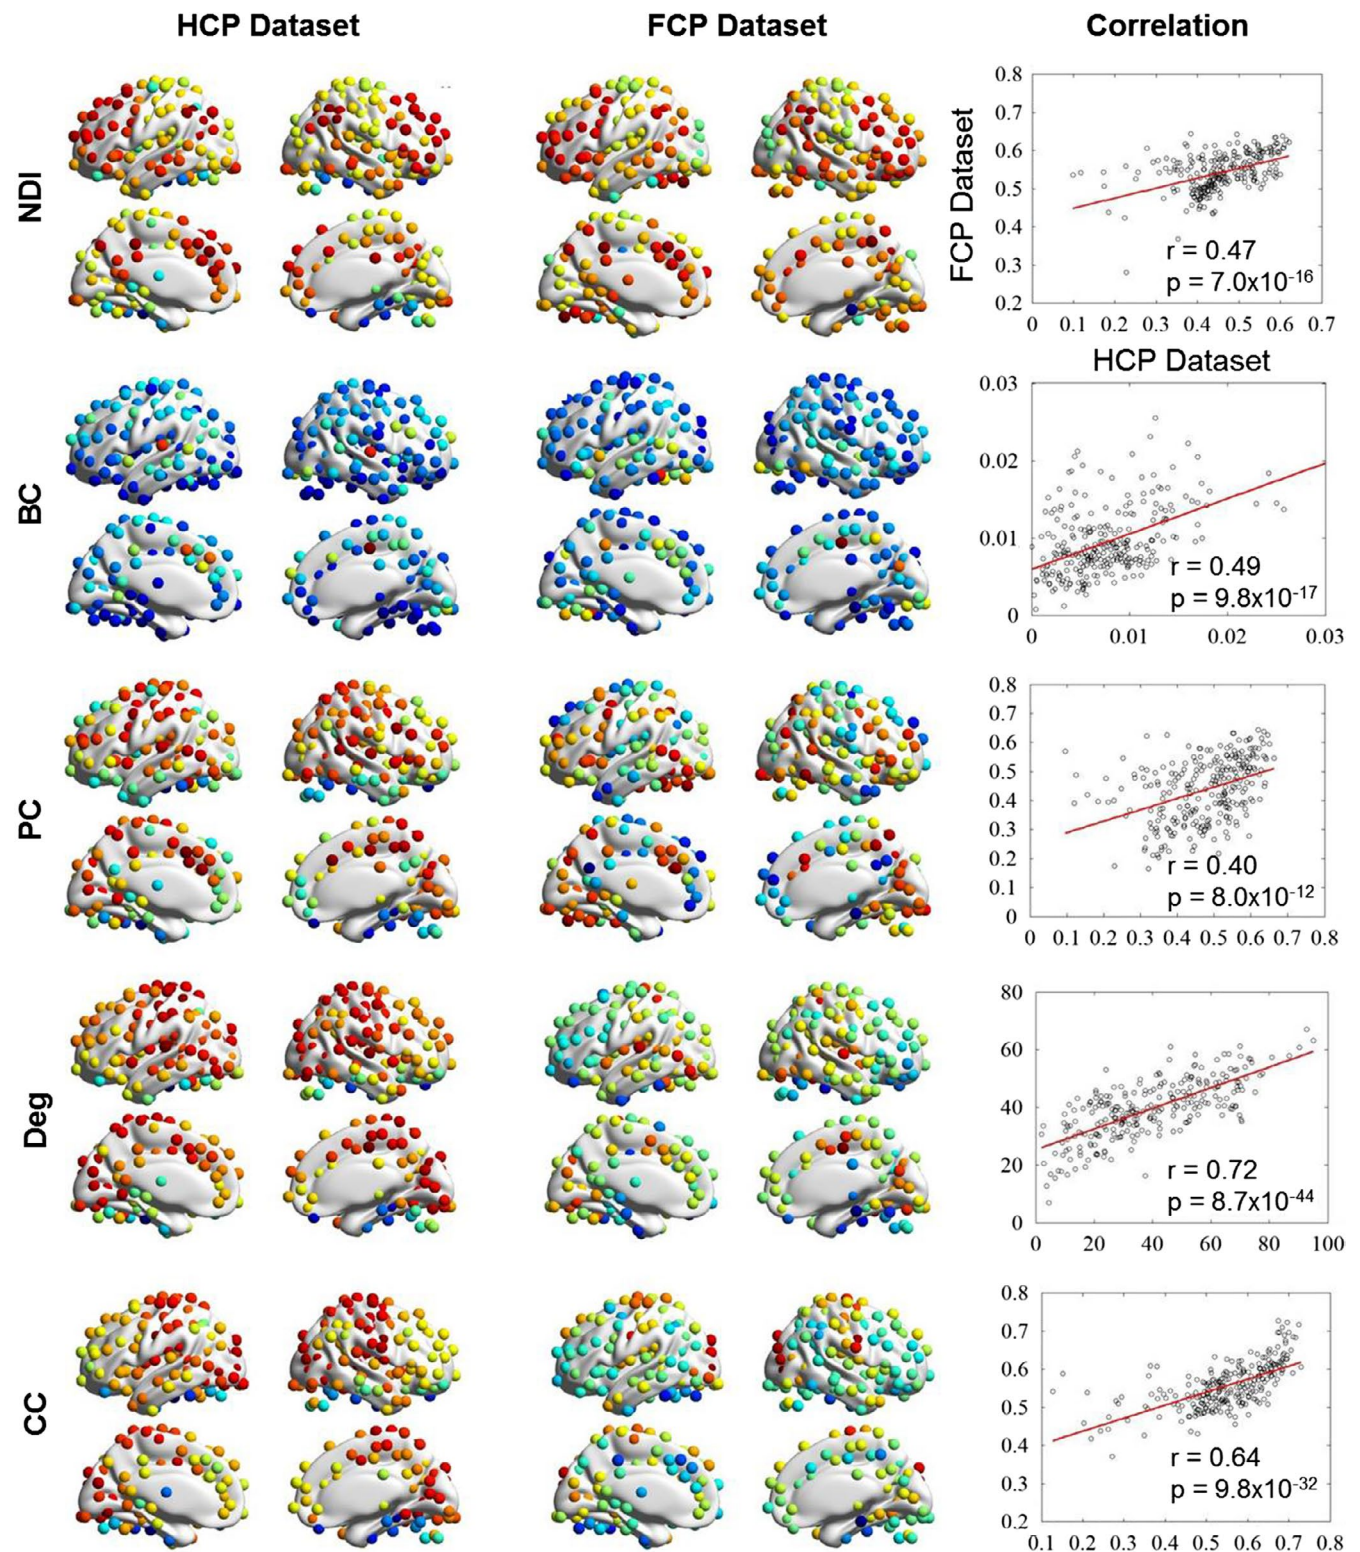 HCP Dataset FCP Dataset Correlation
NDI
FCP Dataset
0.8
0.7
0.6
0.5
0.4
0.3
0.2
r = 0.47
p = 7.0x10-16
0 0.1 0.2 0.3 0.4 0.5 0.6 0.7
HCP Dataset
BC
0.03
0.02
0.01
0
r = 0.49
p = 9.8x10-17
0 0.01 0.02 0.03
PC
0.8
0.7
0.6
0.5
0.4
0.3
0.2
0.1
0
r = 0.40
p = 8.0x10-12
0 0.1 0.2 0.3 0.4 0.5 0.6 0.7 0.8
Deg
80
60
40
20
0
r = 0.72
p = 8.7x10-44
0 20 40 60 80 100
CC
0.8
0.7
0.6
0.5
0.4
0.3
0.2
r = 0.64
p = 9.8x10-32
0.1 0.2 0.3 0.4 0.5 0.6 0.7 0.8